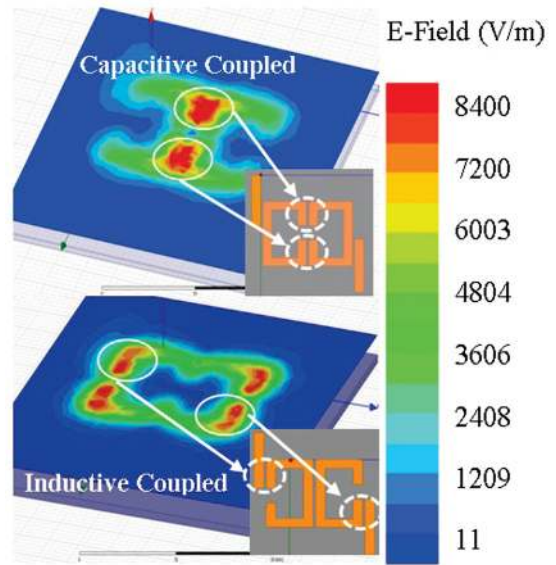 E-Field (V/m)
Capacitive Coupled
8400
7200
6003
4804
3606
2408
1209
11
Inductive Coupled